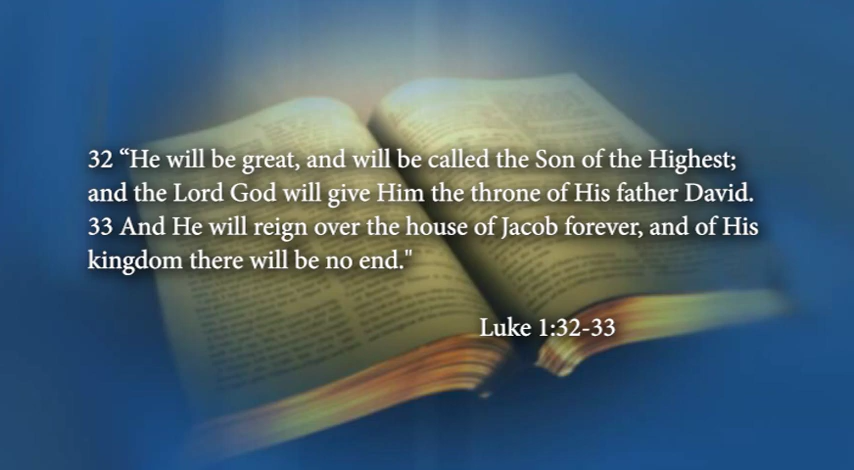 32 “He will be great, and will be called the Son of the Highest;
and the Lord God will give Him the throne of His father David.
33 And He will reign over the house of Jacob forever, and of His
kingdom there will be no end."
Luke 1:32-33